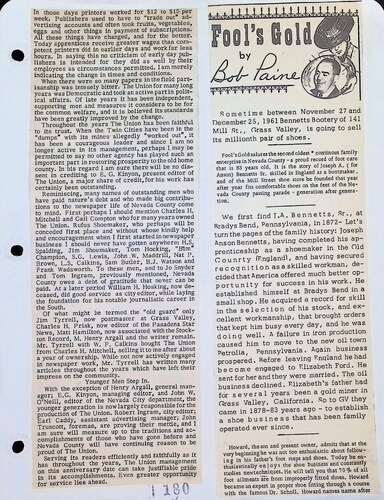 In those days printers worked for $12 to $15 per
week. Publishers used to have to "trade out" ad-
vertising accounts and often took fruits, vegetables,
eggs and other things in payment of subscriptions.
All these things have changed, and for the better.
Today apprentices receive greater wages than com-
petent printers did in earlier days and work far less
hours. In saying this no criticism of early day pub-
lishers is intended for they did as well by their
employees as circumstances permitted, I am merely
indicating the change in times and conditions.
When there were so many papers in the field part-
isanship was intensely bitter. The Union for many long
years was Democratic and took an active part in politi-
cal affairs. Of late years it has been independent,
supporting men and measures it considers to be for
the common welfare, and it is believed its standards
have been greatly improved by the change.
Throughout the years The Union has been faithful
to its trust. When the Twin Cities have been in the
"dumps" with its mines allegedly "worked out", it
has been a courageous leader and since I am no
longer active in its management, perhaps I may be
permitted to say no other agency has played such an
important part in restoring prosperity to the old home
county. In his regard I am sure there will be no dis-
sent in crediting to E. G. Kinyon, present editor of
The Union, a major share of credit, for his work has
certainly been outstanding.
Reminiscing, many names of outstanding men who
have paid nature's debt and who made big contribu-
tions to the newspaper life of Nevada County come
to mind. First perhaps I should mention Charles H.
Mitchell and Call Compton who for many years owned
The Union. Rufus Shoemaker, who perhaps will be
conceded first place and without whose kindly help
and encouragement when I first started in newspaper
business I should never have gotten anywhere H.S.
Spalding, Jim Shoemaker, Tom Hocking, "Blue"
Champion, S.G. Lewis, John W. Madrill, Nat P.
Brown, L.S. Calkins, Sam Butler, B.J. Watson and
Frank Wadsworth. To these men, and to Jo Snyder
and Tom Ingram, previously mentioned, Nevada
County owes a debt of gratitude that never can be
paid. At a later period William H. Hosking, now de-
ceased, did good service as city editor, while laying
the foundation for his notable journalistic career in
the South.
Of what might be termed the "old guard" only
Jim Tyrrell, now postmaster at Grass Valley,
Charles H. Prisk, now editor of the Pasadena Star
News, Matt Hamilton, now associated with the Stock-
ton Record, M. Henry Argall and the writer remain.
Mr. Tyrrell with W. P. Calkins bought The Union
from Charles H. Mitchell, selling it to me after about
a year of ownership. While not now actively engaged
in newspaper work, Mr. Tyrrell has written many
articles throughout the years which have left their
impress on the community.
Younger Men Step In.
With the exception of Henry Argall, general man-
ager; E.G. Kinyon, managing editor, and John W.
O'Neill, editor of the Nevada City department, the
younger generation is now largely responsible for the
production of The Union. Robert Ingram, city editor;
Earl Caddy, assistant advertising manager; John
Trueson, foreman, are proving their metric, and I
am sure will measure up to the traditions and ac-
complishments of those who have gone before and
Nevada County will have continuing reason to be
proud of The Union.
Serving its readers efficiently and faithfully as it
has throughout the years, The Union management
on this anniversary date can take justifiable pride
in its accomplishments. Even greater opportunity
for service lies ahead.
180
Fool's Gold
by
Bob Paine
Sometime between November 27 and
December 25, 1961 Bennetts Bootery of 141
Mill St., Grass Valley, is going to sell
its millionth pair of shoes.
Fool's Gold salutes the second oldest * continous family
enterprise in Nevada County - a proud record of foot care
that is 83 years old. It is the story of Joseph A., (for
Anson) Bennetts Sr. skilled in England as a bootmaker,
and of the Mill Street shoe store he founded that year
after year fits comfortable shoes on the feet of the Ne-
vada County passing parade - generation after genera-
tion.
We first find J.A. Bennetts, Sr., at
Bradys Bend, Pennsylvania, in 1872 - Let's
turn the pages of the family history: Joseph
Anson Bennetts, having completed his ap-
prenticeship as a shoemaker in the Old
Country (England), and having secured
recognition as a skilled workman, de-
cided that America offered much better op-
portunity for success in his work. He
established himself at Bradys Bend in a
small shop. He acquired a record for skill
in the selection of his stock, and ex-
cellent workmanship, that brought orders
that kept him busy every day, and he was
doing well. A failure in iron production
caused him to move to the new oil town
Petrolia, Pennsylvania. Again business
prospered. Before leaving England he had
become engaged to Elizabeth Ford. He
sent for her and they were married. The oil
business declined. Elizabeth's father had
for several years been a gold miner in
Grass Valley, California. So to GV they
came in 1878-83 years ago - to establish
a shoe business that has been family
operated ever since.
Howard, the son and present owner, admits that at the
very beginning he was not too enthusiastic about follow-
ing in his father's foot steps and shoes. Today he en-
thusiastically enjoys the shoe business and constantly
studies new techniques. He will tell you that 70% of all
foot ailments are from improperly fitted shoes. Howard
became an expert in proper shoe fitting through a course
with the famous Dr. Scholl. Howard names name after